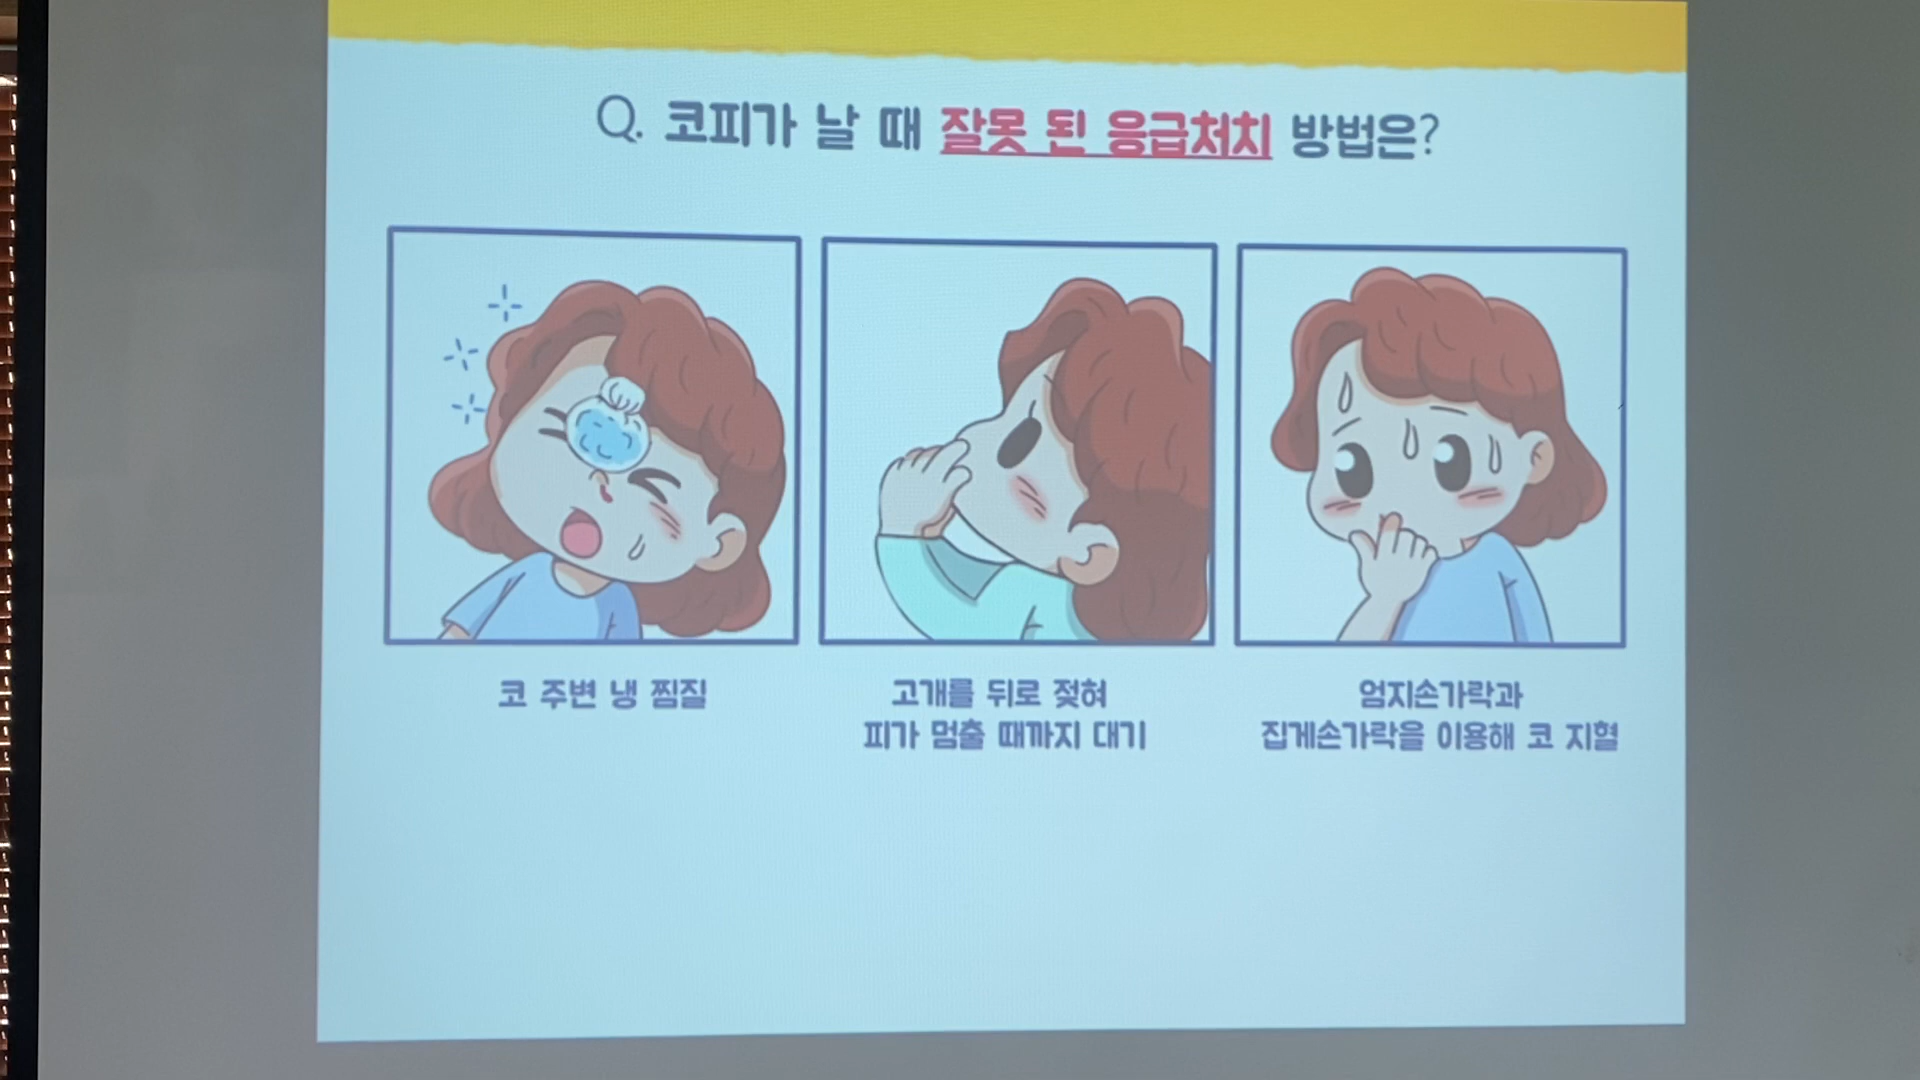 Q. 코피가 날 때 잘못 된 응급처치 방법은?
코 주변 냉 찜질
고개를 뒤로 젖혀
피가 멈출 때까지 대기
엄지손가락과
집게손가락을 이용해 코 지혈